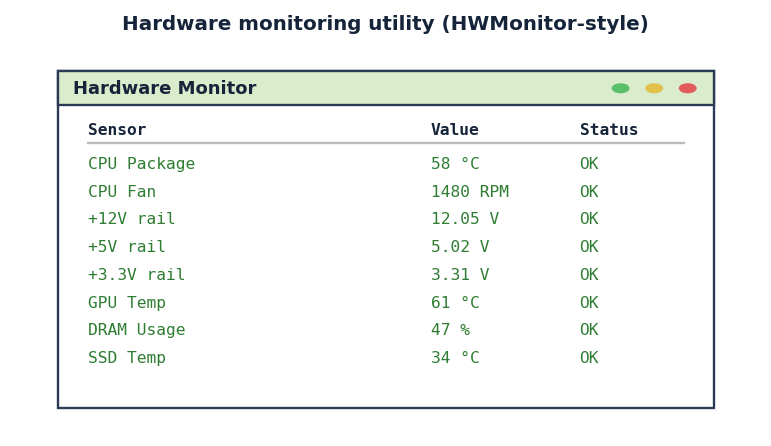 Hardware monitoring utility (HWMonitor-style)
Hardware Monitor
Sensor Value Status
CPU Package 58 °C OK
CPU Fan 1480 RPM OK
+12V rail 12.05 V OK
+5V rail 5.02 V OK
+3.3V rail 3.31 V OK
GPU Temp 61 °C OK
DRAM Usage 47 % OK
SSD Temp 34 °C OK